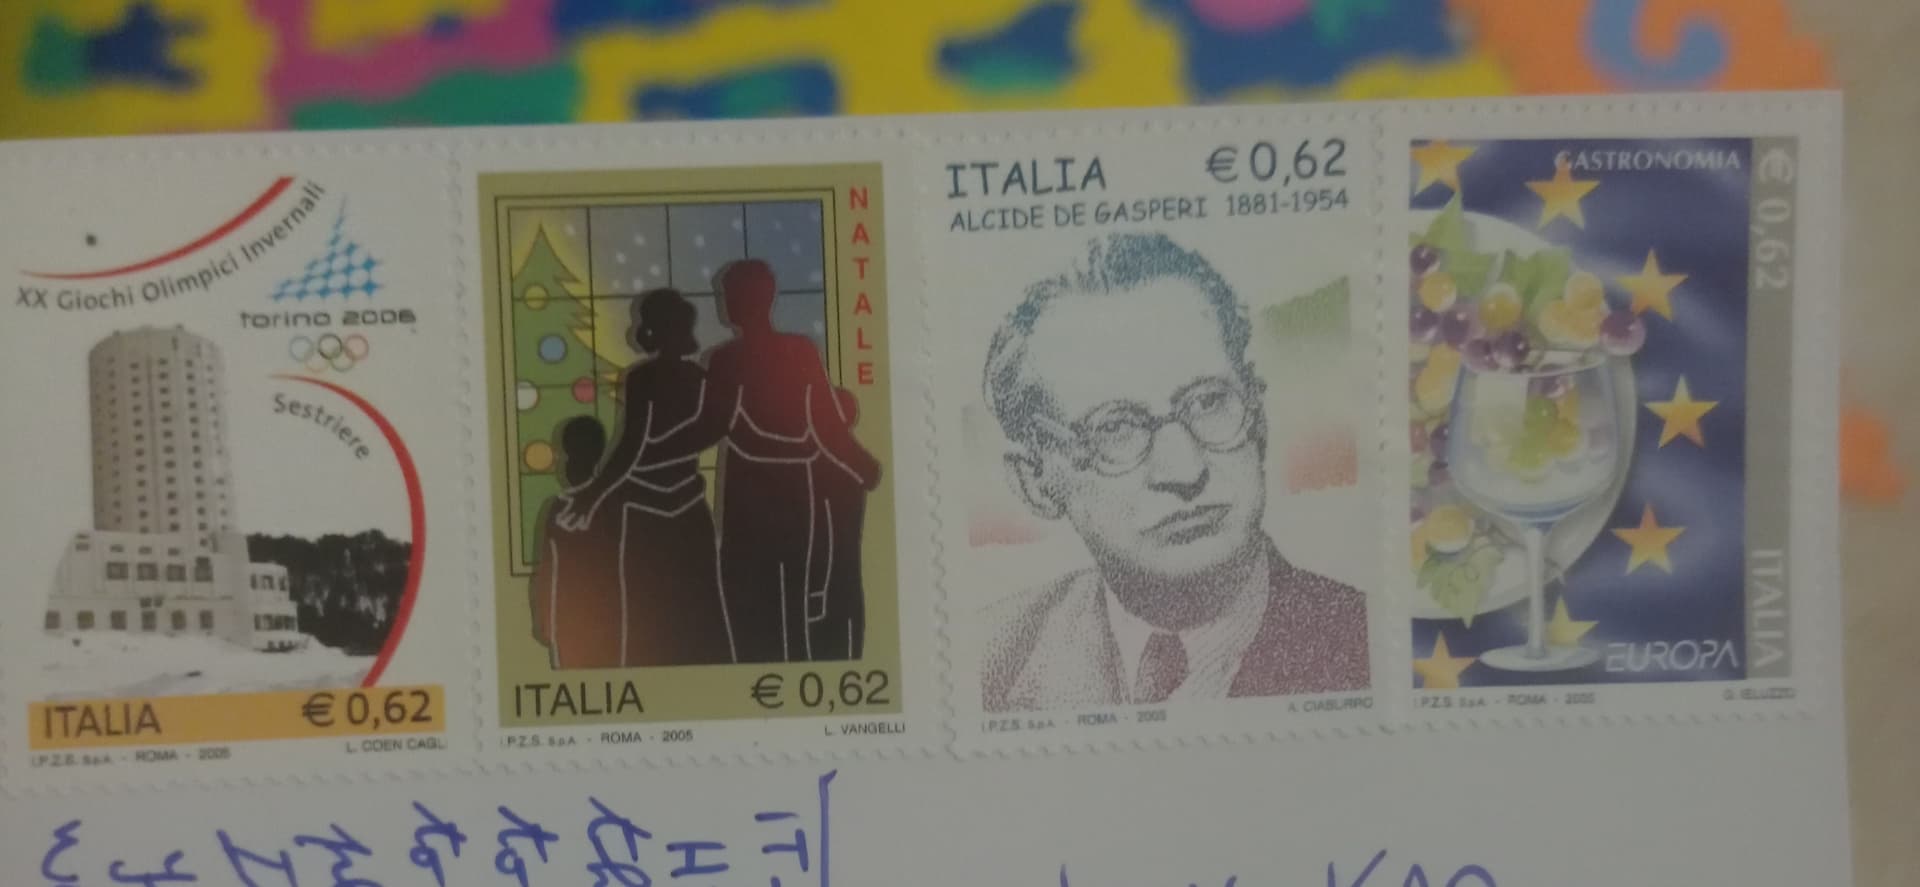 XX Giochi Olimpici Invernali
torino 2006
Sestriere
ITALIA € 0,62
I.P.Z.S. S.p.A. - ROMA - 2005 L. COEN CAGLI
NATALE
ITALIA € 0,62
I.P.Z.S. S.p.A. - ROMA - 2005 L. VANGELLI
ITALIA € 0,62
ALCIDE DE GASPERI 1881-1954
I.P.Z.S. S.p.A. - ROMA - 2005 A. CIABURRO
GASTRONOMIA
€ 0,62
ITALIA
EUROPA
I.P.Z.S. S.p.A. - ROMA - 2005 G. IELUZZO